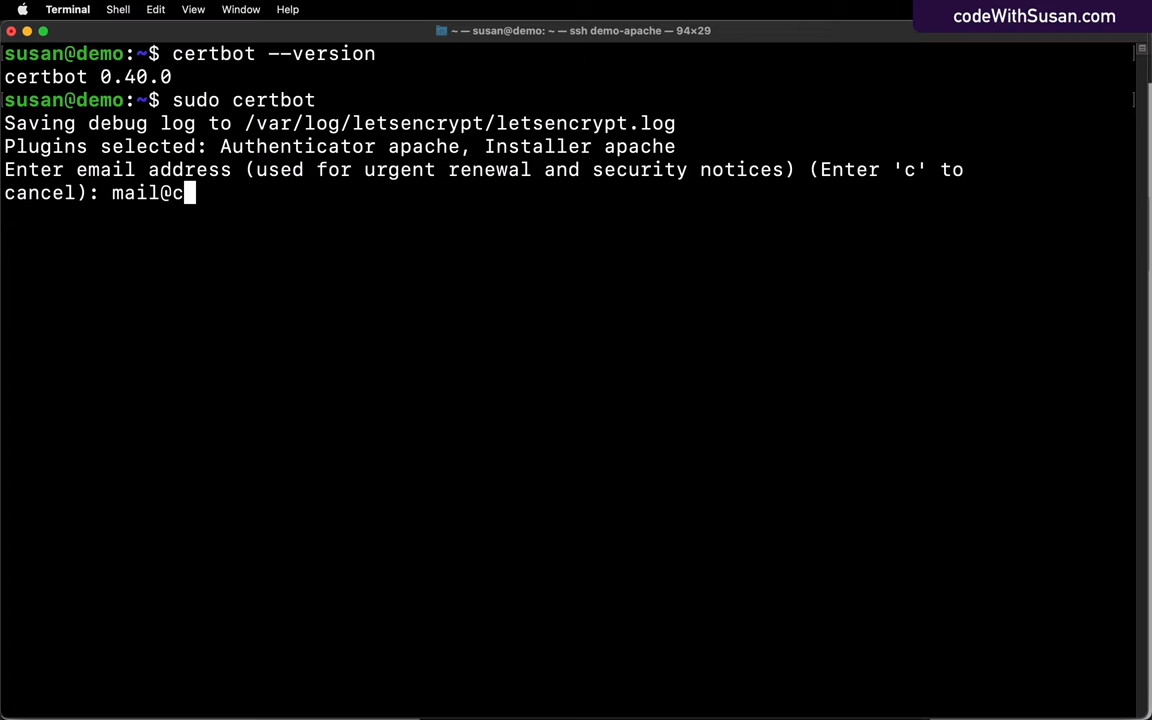 Terminal Shell Edit View Window Help
codeWithSusan.com
~ — susan@demo: ~ — ssh demo-apache — 94×29
susan@demo:~$ certbot --version
certbot 0.40.0
susan@demo:~$ sudo certbot
Saving debug log to /var/log/letsencrypt/letsencrypt.log
Plugins selected: Authenticator apache, Installer apache
Enter email address (used for urgent renewal and security notices) (Enter 'c' to
cancel): mail@c